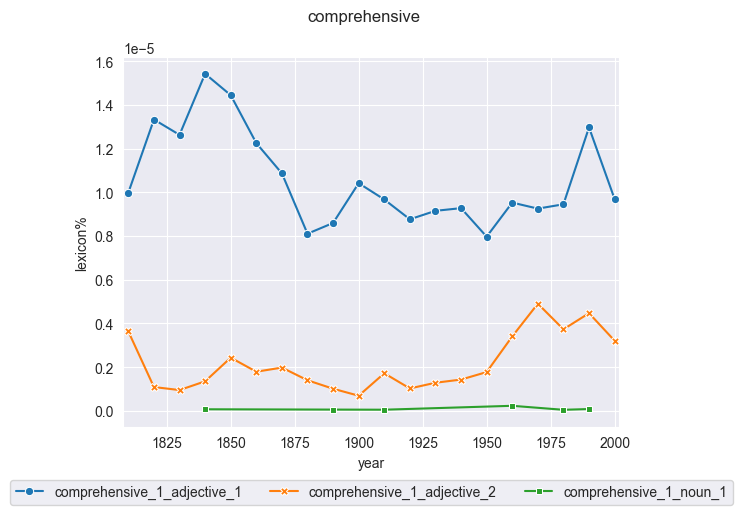 comprehensive
1e−5
1.6
1.4
1.2
1.0
0.8
0.6
0.4
0.2
0.0
lexicon%
1825 1850 1875 1900 1925 1950 1975 2000
year
comprehensive_1_adjective_1 comprehensive_1_adjective_2 comprehensive_1_noun_1